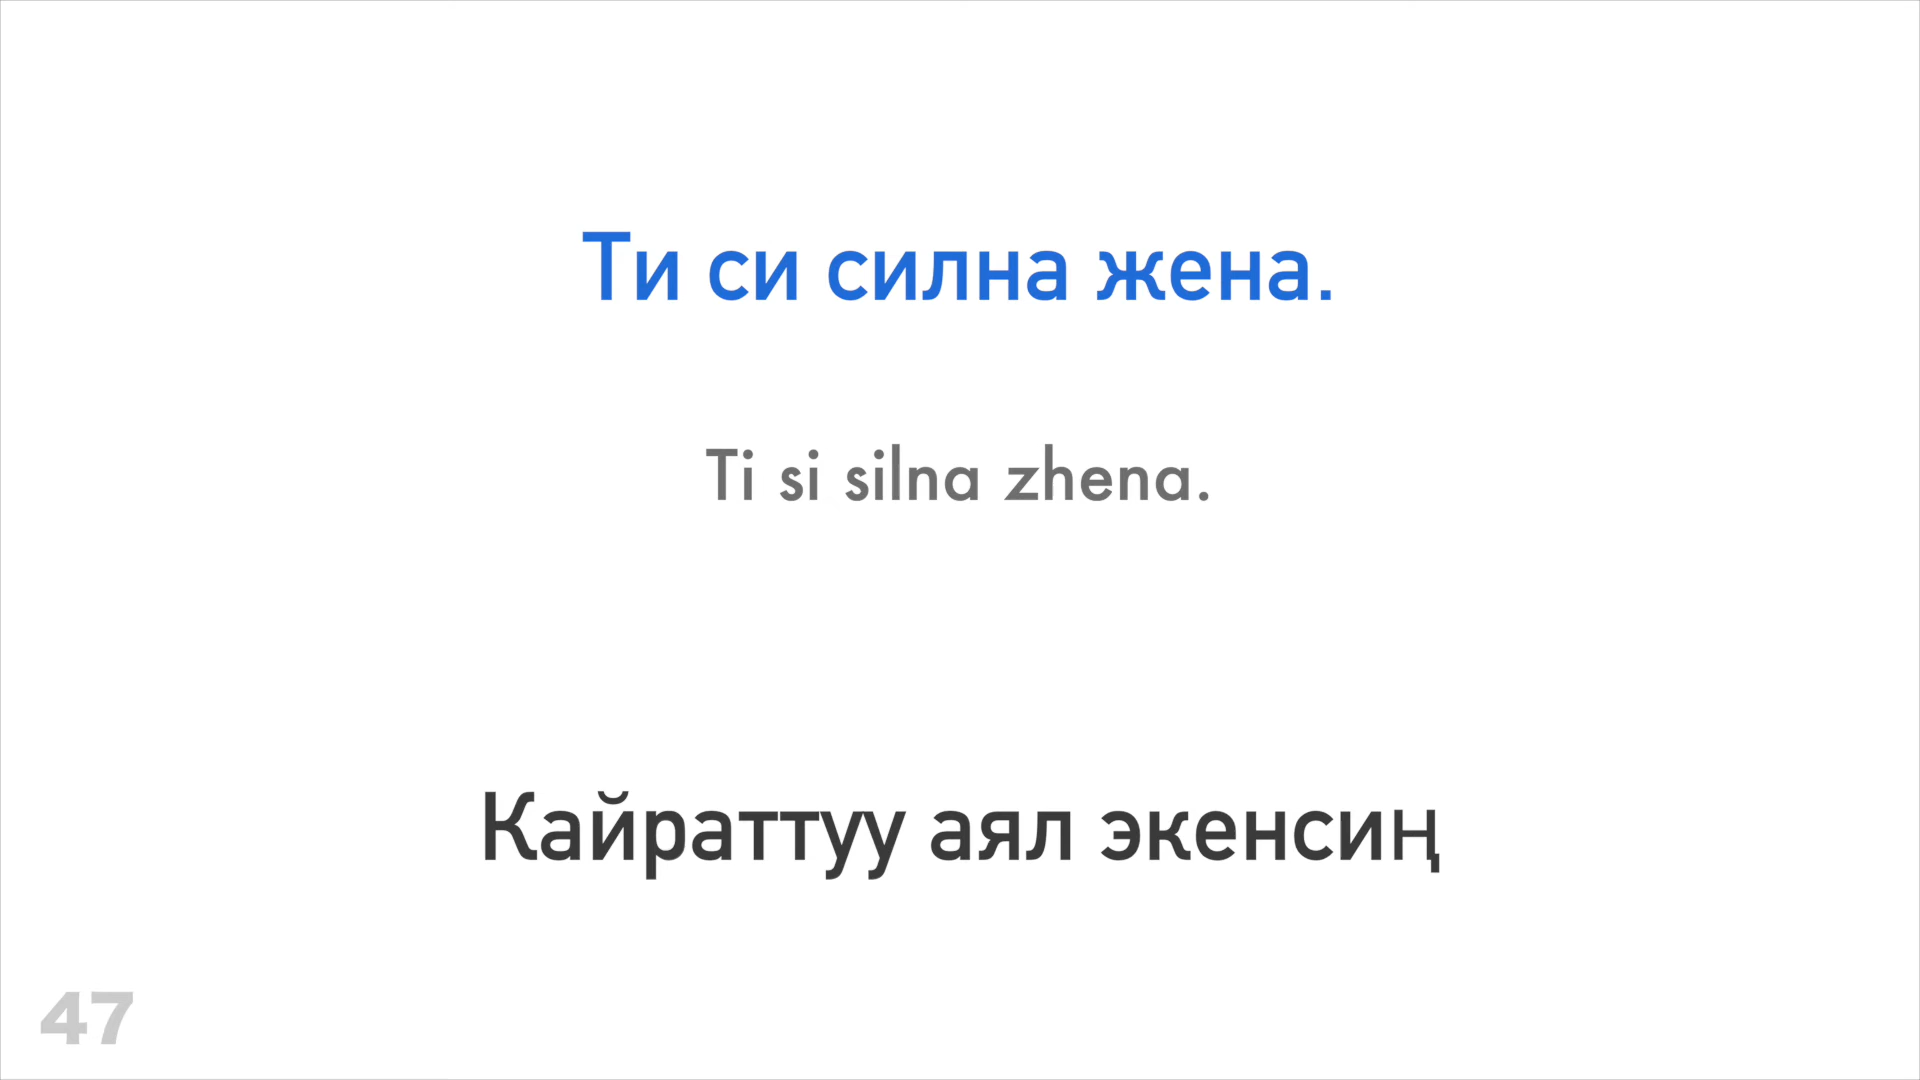 Ти си силна жена.
Ti si silna zhena.
Кайраттуу аял экенсиң
47